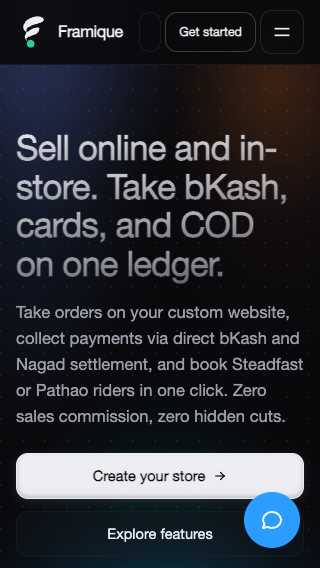 Framique
Get started
Sell online and in-
store. Take bKash,
cards, and COD
on one ledger.
Take orders on your custom website,
collect payments via direct bKash and
Nagad settlement, and book Steadfast
or Pathao riders in one click. Zero
sales commission, zero hidden cuts.
Create your store →
Explore features